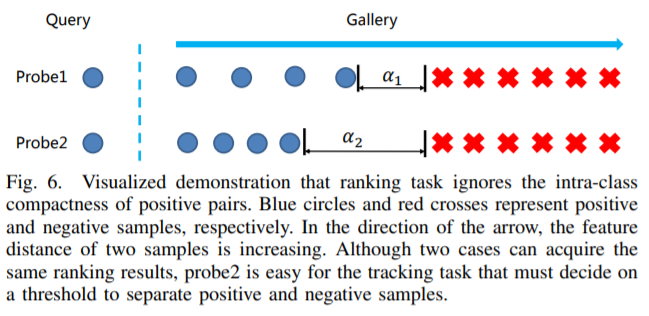 Query
Gallery
Probe1
α1
Probe2
α2
Fig. 6. Visualized demonstration that ranking task ignores the intra-class
compactness of positive pairs. Blue circles and red crosses represent positive
and negative samples, respectively. In the direction of the arrow, the feature
distance of two samples is increasing. Although two cases can acquire the
same ranking results, probe2 is easy for the tracking task that must decide on
a threshold to separate positive and negative samples.